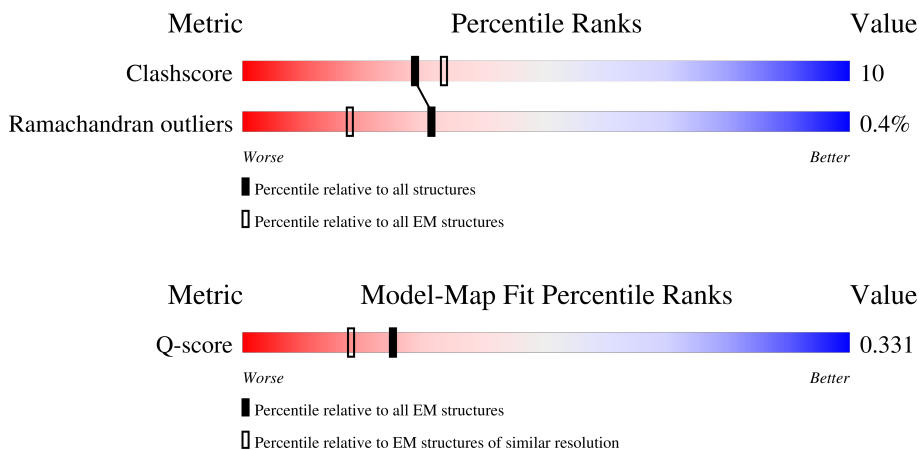 Metric Percentile Ranks Value
Clashscore 10
Ramachandran outliers 0.4%
Worse Better
Percentile relative to all structures
Percentile relative to all EM structures
Metric Model-Map Fit Percentile Ranks Value
Q-score 0.331
Worse Better
Percentile relative to all EM structures
Percentile relative to EM structures of similar resolution